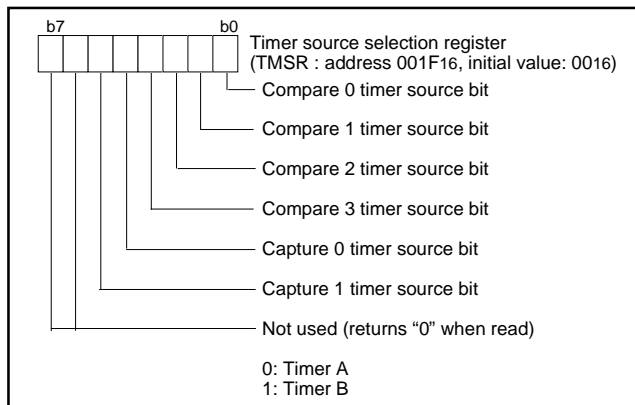 b7 b0
Timer source selection register
(TMSR : address 001F16, initial value: 0016)
Compare 0 timer source bit
Compare 1 timer source bit
Compare 2 timer source bit
Compare 3 timer source bit
Capture 0 timer source bit
Capture 1 timer source bit
Not used (returns “0” when read)
0: Timer A
1: Timer B